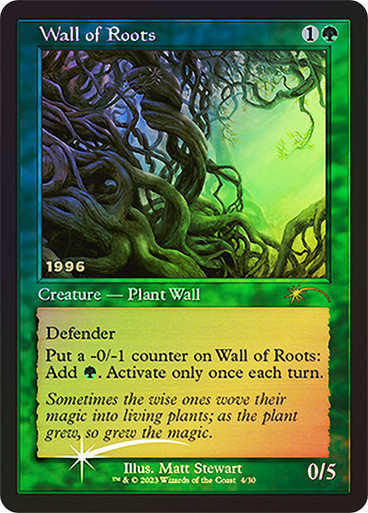 Wall of Roots 1
1996
Creature — Plant Wall
Defender
Put a -0/-1 counter on Wall of Roots:
Add . Activate only once each turn.
Sometimes the wise ones wove their
magic into living plants; as the plant
grew, so grew the magic.
Illus. Matt Stewart
™ & © 2023 Wizards of the Coast 4/30
0/5